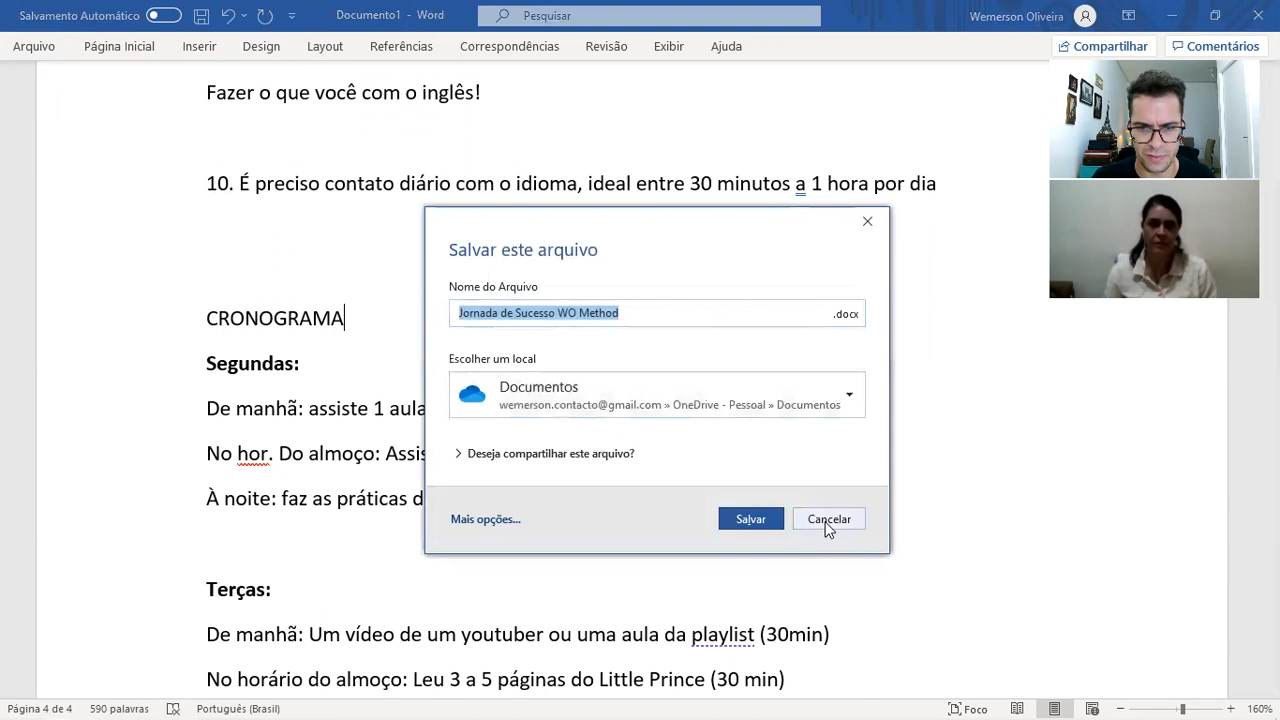 Salvamento Automático
Documento1 - Word
Pesquisar
Wemerson Oliveira
Arquivo Página Inicial Inserir Design Layout Referências Correspondências Revisão Exibir Ajuda Compartilhar Comentários
Fazer o que você com o inglês!
10. É preciso contato diário com o idioma, ideal entre 30 minutos a 1 hora por dia
Salvar este arquivo
Nome do Arquivo
Jornada de Sucesso WO Method .docx
Escolher um local
Documentos
wemerson.contacto@gmail.com » OneDrive - Pessoal » Documentos
Deseja compartilhar este arquivo?
Mais opções... Salvar Cancelar
CRONOGRAMA
Segundas:
De manhã: assiste 1 aula
No hor. Do almoço: Assis
À noite: faz as práticas d
Terças:
De manhã: Um vídeo de um youtuber ou uma aula da playlist (30min)
No horário do almoço: Leu 3 a 5 páginas do Little Prince (30 min)
Página 4 de 4 590 palavras Português (Brasil) Foco 160%